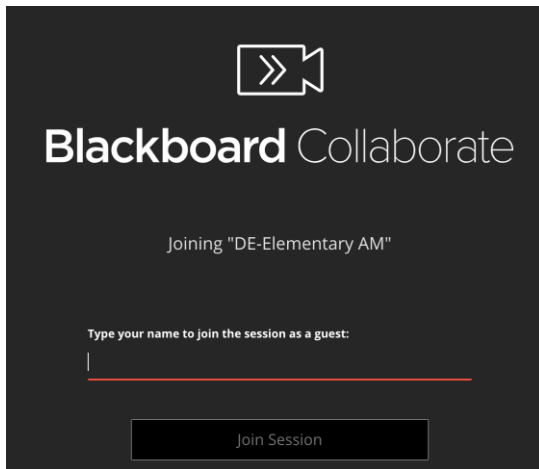 Blackboard Collaborate
Joining "DE-Elementary AM"
Type your name to join the session as a guest:
Join Session